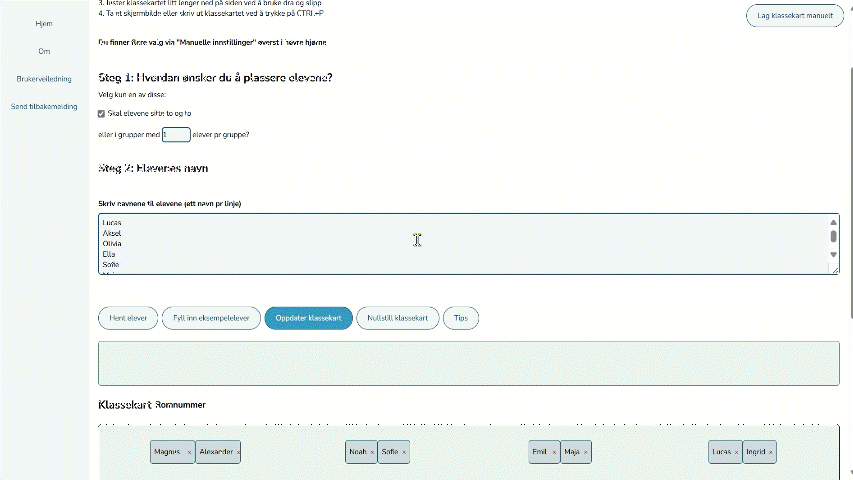 3. Juster klassekartet litt lenger ned på siden ved å bruke dra og slipp
4. Ta et skjermbilde eller skriv ut klassekartet ved å trykke på CTRL+P
Lag klassekart manuelt
Hjem
Om
Brukerveiledning
Send tilbakemelding
Du finner flere valg via "Manuelle innstillinger" øverst i høyre hjørne
Steg 1: Hvordan ønsker du å plassere elevene?
Velg kun en av disse:
Skal elevene sitte to og to
eller i grupper med 1 elever pr gruppe?
Steg 2: Elevenes navn
Skriv navnene til elevene (ett navn pr linje)
Lucas
Aksel
Olivia
Ella
Sofie
Hent elever
Fyll inn eksempelelever
Oppdater klassekart
Nullstill klassekart
Tips
Klassekart Romnummer
Magnus × Alexander × Noah × Sofie × Emil × Maja × Lucas × Ingrid ×